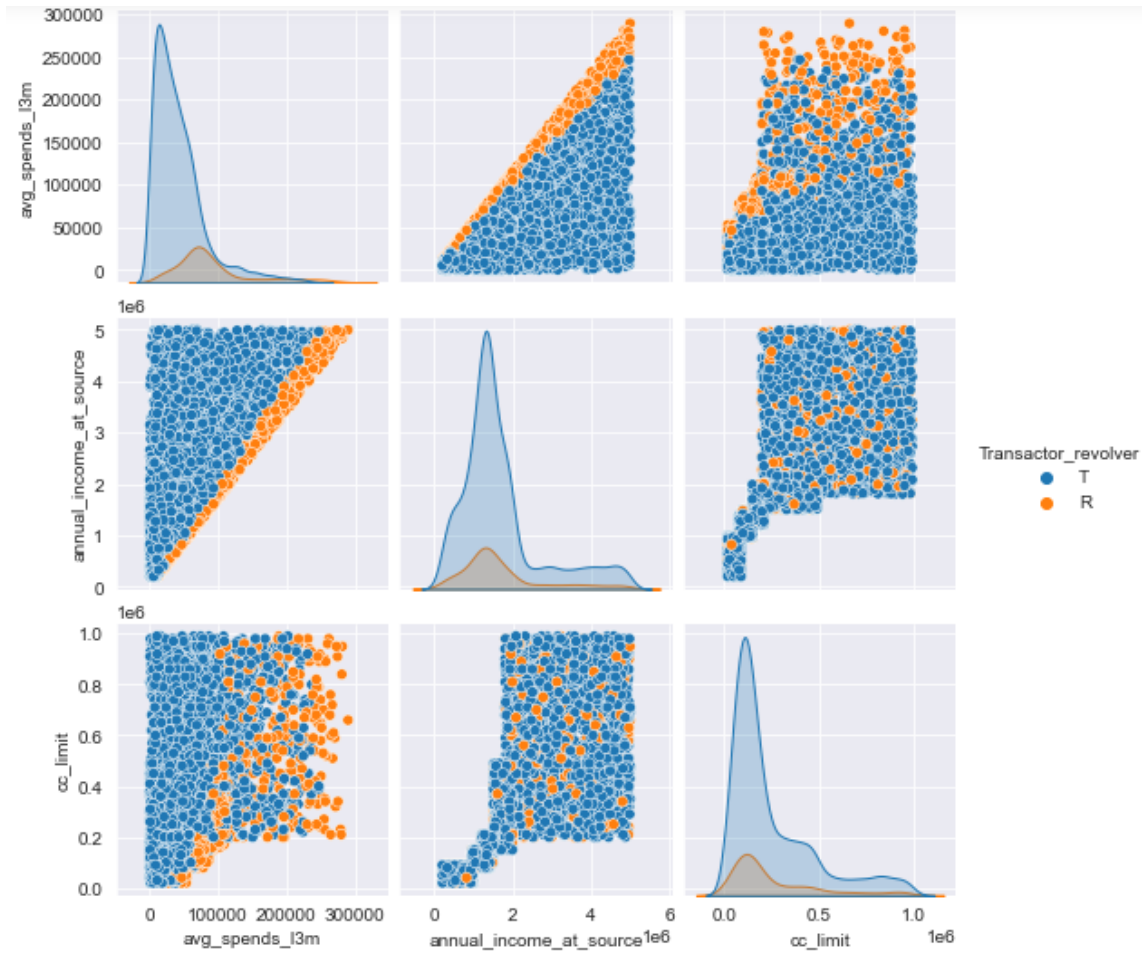 300000
250000
200000
150000
100000
50000
0
avg_spends_l3m
1e6
5
4
3
2
1
0
annual_income_at_source
Transactor_revolver
T
R
1e6
1.0
0.8
0.6
0.4
0.2
0.0
cc_limit
0 100000 200000 300000
avg_spends_l3m
0 2 4 6
annual_income_at_source 1e6
0.0 0.5 1.0
cc_limit 1e6